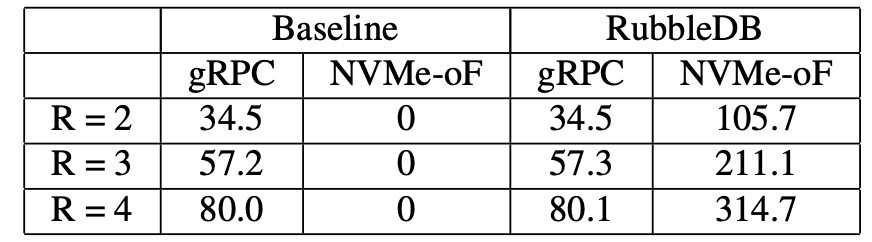 Baseline RubbleDB
gRPC NVMe-oF gRPC NVMe-oF
R = 2 34.5 0 34.5 105.7
R = 3 57.2 0 57.3 211.1
R = 4 80.0 0 80.1 314.7